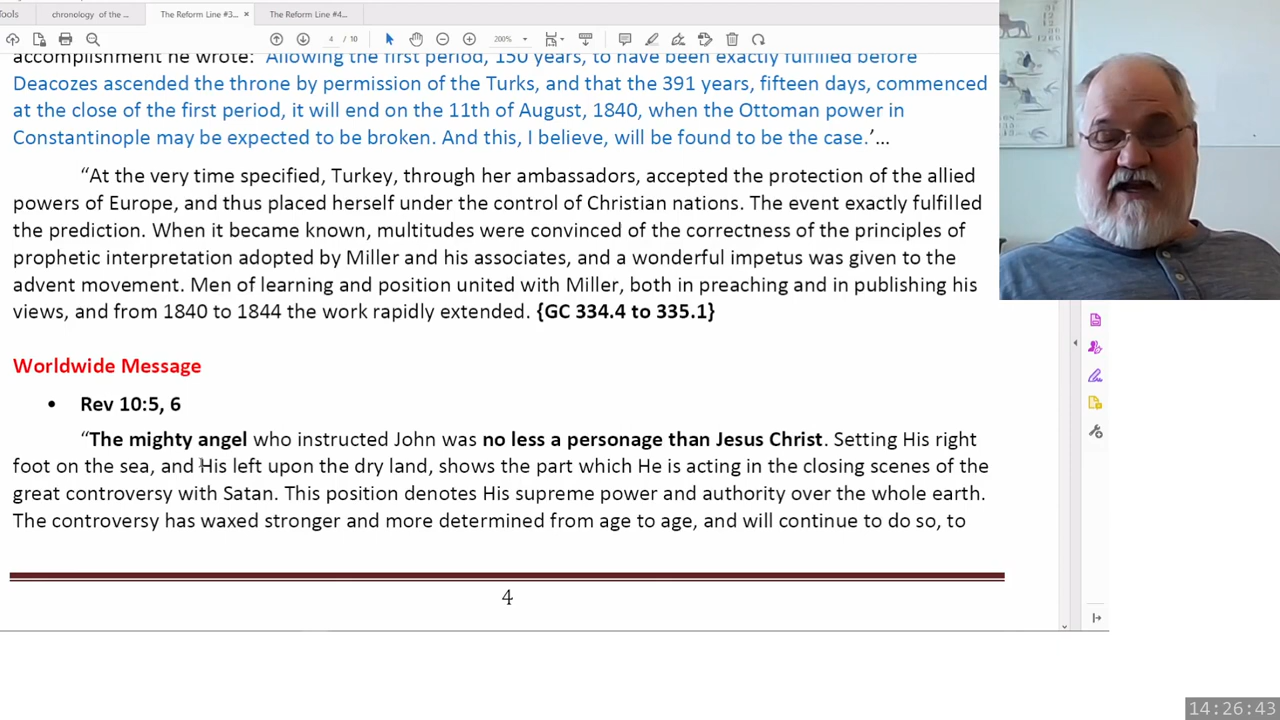 Tools
chronology of the ...
The Reform Line #3...
×
The Reform Line #4...
4 / 10
200%
accomplishment he wrote: 'Allowing the first period, 150 years, to have been exactly fulfilled before
Deacozes ascended the throne by permission of the Turks, and that the 391 years, fifteen days, commenced
at the close of the first period, it will end on the 11th of August, 1840, when the Ottoman power in
Constantinople may be expected to be broken. And this, I believe, will be found to be the case.'...
“At the very time specified, Turkey, through her ambassadors, accepted the protection of the allied
powers of Europe, and thus placed herself under the control of Christian nations. The event exactly fulfilled
the prediction. When it became known, multitudes were convinced of the correctness of the principles of
prophetic interpretation adopted by Miller and his associates, and a wonderful impetus was given to the
advent movement. Men of learning and position united with Miller, both in preaching and in publishing his
views, and from 1840 to 1844 the work rapidly extended. {GC 334.4 to 335.1}
Worldwide Message
• Rev 10:5, 6
“The mighty angel who instructed John was no less a personage than Jesus Christ. Setting His right
foot on the sea, and His left upon the dry land, shows the part which He is acting in the closing scenes of the
great controversy with Satan. This position denotes His supreme power and authority over the whole earth.
The controversy has waxed stronger and more determined from age to age, and will continue to do so, to
4
14:26:43